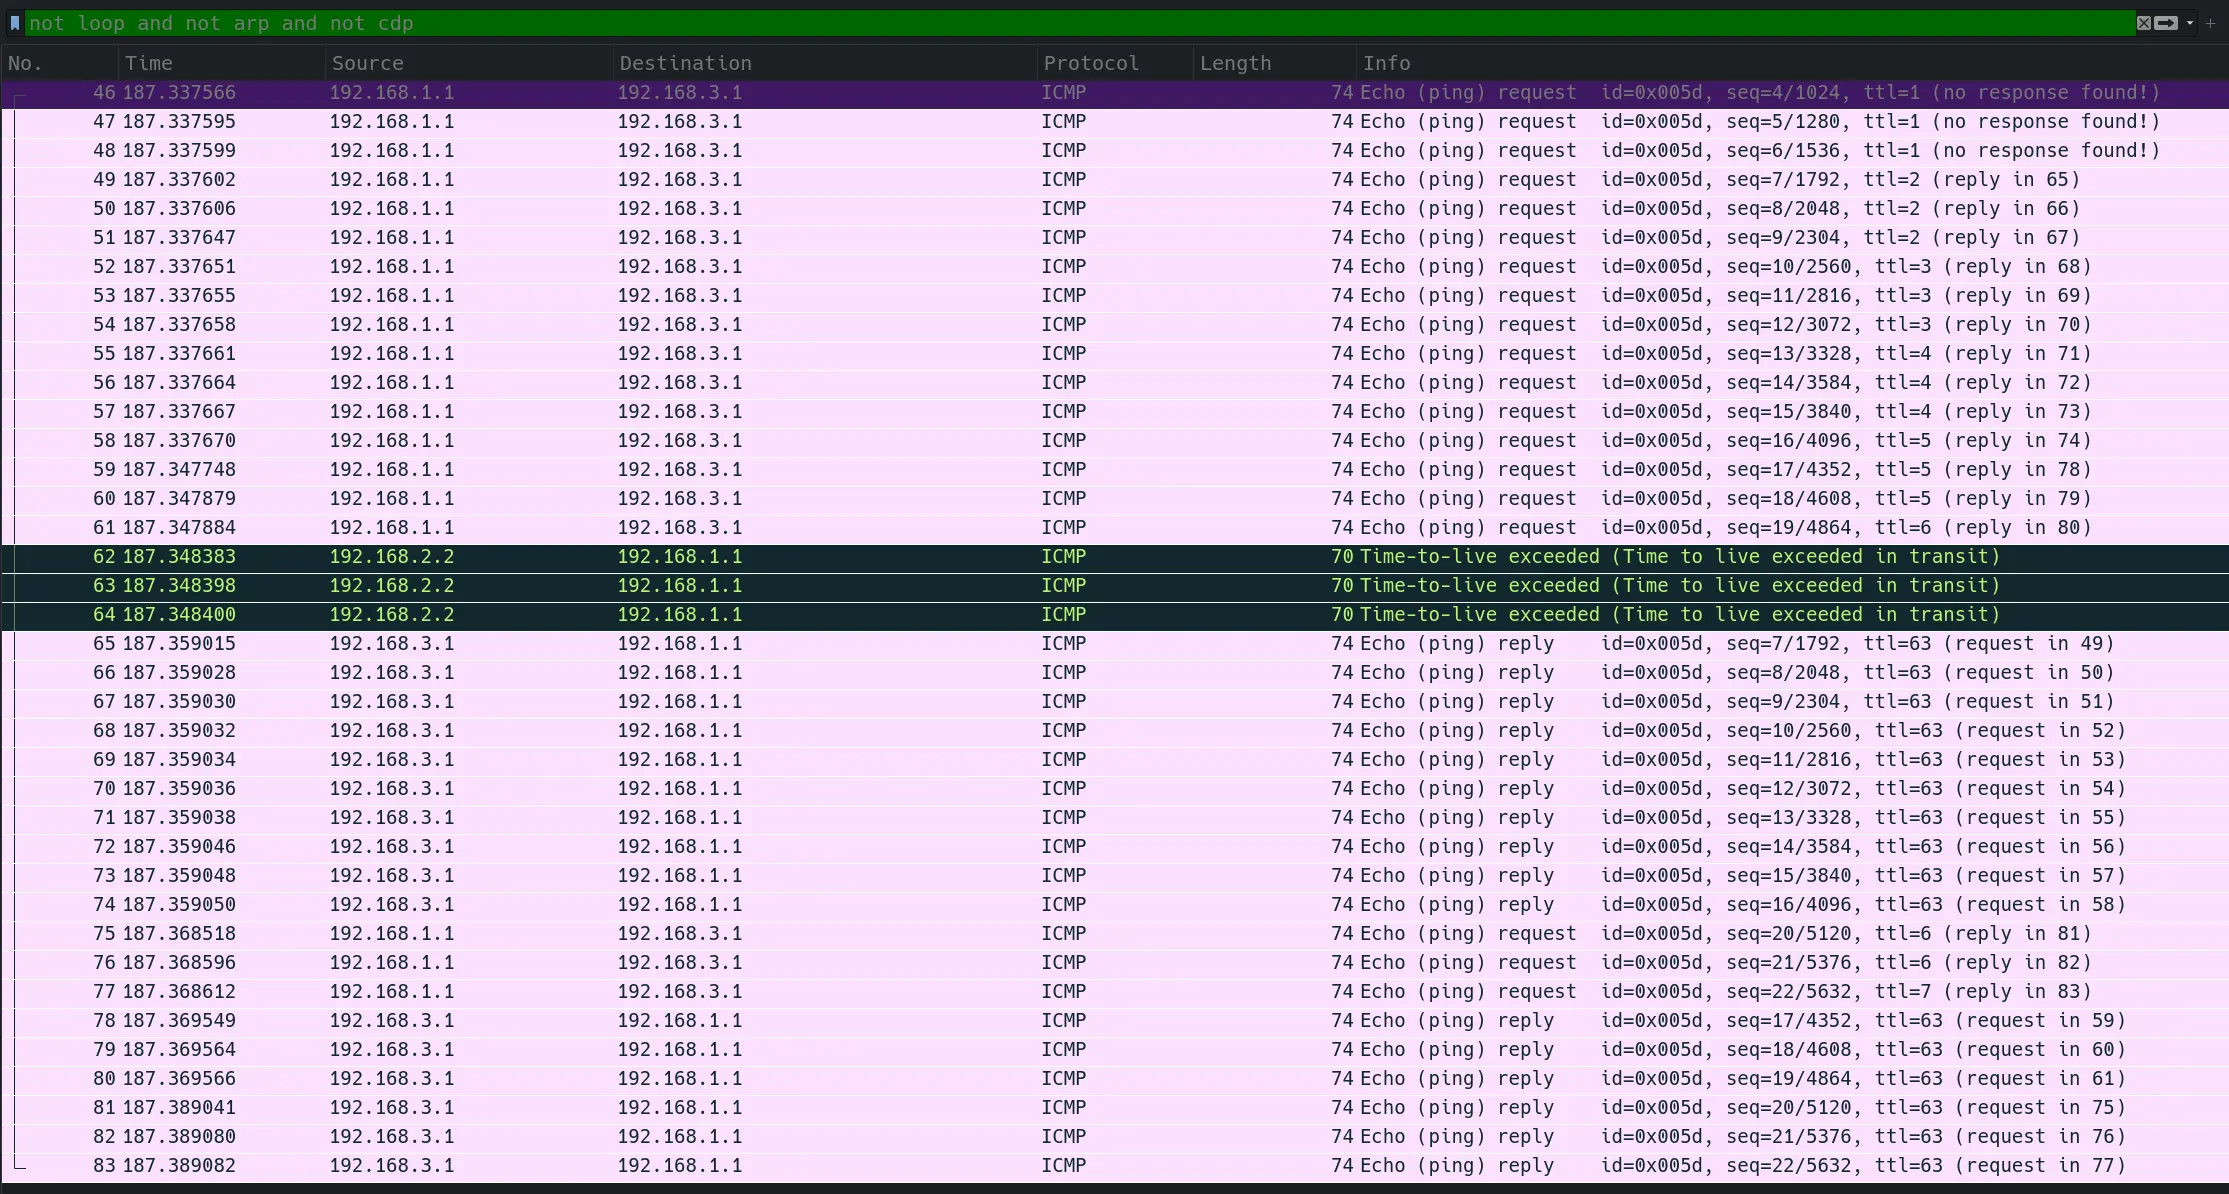 not loop and not arp and not cdp
No. Time Source Destination Protocol Length Info
46 187.337566 192.168.1.1 192.168.3.1 ICMP 74 Echo (ping) request id=0x005d, seq=4/1024, ttl=1 (no response found!)
47 187.337595 192.168.1.1 192.168.3.1 ICMP 74 Echo (ping) request id=0x005d, seq=5/1280, ttl=1 (no response found!)
48 187.337599 192.168.1.1 192.168.3.1 ICMP 74 Echo (ping) request id=0x005d, seq=6/1536, ttl=1 (no response found!)
49 187.337602 192.168.1.1 192.168.3.1 ICMP 74 Echo (ping) request id=0x005d, seq=7/1792, ttl=2 (reply in 65)
50 187.337606 192.168.1.1 192.168.3.1 ICMP 74 Echo (ping) request id=0x005d, seq=8/2048, ttl=2 (reply in 66)
51 187.337647 192.168.1.1 192.168.3.1 ICMP 74 Echo (ping) request id=0x005d, seq=9/2304, ttl=2 (reply in 67)
52 187.337651 192.168.1.1 192.168.3.1 ICMP 74 Echo (ping) request id=0x005d, seq=10/2560, ttl=3 (reply in 68)
53 187.337655 192.168.1.1 192.168.3.1 ICMP 74 Echo (ping) request id=0x005d, seq=11/2816, ttl=3 (reply in 69)
54 187.337658 192.168.1.1 192.168.3.1 ICMP 74 Echo (ping) request id=0x005d, seq=12/3072, ttl=3 (reply in 70)
55 187.337661 192.168.1.1 192.168.3.1 ICMP 74 Echo (ping) request id=0x005d, seq=13/3328, ttl=4 (reply in 71)
56 187.337664 192.168.1.1 192.168.3.1 ICMP 74 Echo (ping) request id=0x005d, seq=14/3584, ttl=4 (reply in 72)
57 187.337667 192.168.1.1 192.168.3.1 ICMP 74 Echo (ping) request id=0x005d, seq=15/3840, ttl=4 (reply in 73)
58 187.337670 192.168.1.1 192.168.3.1 ICMP 74 Echo (ping) request id=0x005d, seq=16/4096, ttl=5 (reply in 74)
59 187.347748 192.168.1.1 192.168.3.1 ICMP 74 Echo (ping) request id=0x005d, seq=17/4352, ttl=5 (reply in 78)
60 187.347879 192.168.1.1 192.168.3.1 ICMP 74 Echo (ping) request id=0x005d, seq=18/4608, ttl=5 (reply in 79)
61 187.347884 192.168.1.1 192.168.3.1 ICMP 74 Echo (ping) request id=0x005d, seq=19/4864, ttl=6 (reply in 80)
62 187.348383 192.168.2.2 192.168.1.1 ICMP 70 Time-to-live exceeded (Time to live exceeded in transit)
63 187.348398 192.168.2.2 192.168.1.1 ICMP 70 Time-to-live exceeded (Time to live exceeded in transit)
64 187.348400 192.168.2.2 192.168.1.1 ICMP 70 Time-to-live exceeded (Time to live exceeded in transit)
65 187.359015 192.168.3.1 192.168.1.1 ICMP 74 Echo (ping) reply id=0x005d, seq=7/1792, ttl=63 (request in 49)
66 187.359028 192.168.3.1 192.168.1.1 ICMP 74 Echo (ping) reply id=0x005d, seq=8/2048, ttl=63 (request in 50)
67 187.359030 192.168.3.1 192.168.1.1 ICMP 74 Echo (ping) reply id=0x005d, seq=9/2304, ttl=63 (request in 51)
68 187.359032 192.168.3.1 192.168.1.1 ICMP 74 Echo (ping) reply id=0x005d, seq=10/2560, ttl=63 (request in 52)
69 187.359034 192.168.3.1 192.168.1.1 ICMP 74 Echo (ping) reply id=0x005d, seq=11/2816, ttl=63 (request in 53)
70 187.359036 192.168.3.1 192.168.1.1 ICMP 74 Echo (ping) reply id=0x005d, seq=12/3072, ttl=63 (request in 54)
71 187.359038 192.168.3.1 192.168.1.1 ICMP 74 Echo (ping) reply id=0x005d, seq=13/3328, ttl=63 (request in 55)
72 187.359046 192.168.3.1 192.168.1.1 ICMP 74 Echo (ping) reply id=0x005d, seq=14/3584, ttl=63 (request in 56)
73 187.359048 192.168.3.1 192.168.1.1 ICMP 74 Echo (ping) reply id=0x005d, seq=15/3840, ttl=63 (request in 57)
74 187.359050 192.168.3.1 192.168.1.1 ICMP 74 Echo (ping) reply id=0x005d, seq=16/4096, ttl=63 (request in 58)
75 187.368518 192.168.1.1 192.168.3.1 ICMP 74 Echo (ping) request id=0x005d, seq=20/5120, ttl=6 (reply in 81)
76 187.368596 192.168.1.1 192.168.3.1 ICMP 74 Echo (ping) request id=0x005d, seq=21/5376, ttl=6 (reply in 82)
77 187.368612 192.168.1.1 192.168.3.1 ICMP 74 Echo (ping) request id=0x005d, seq=22/5632, ttl=7 (reply in 83)
78 187.369549 192.168.3.1 192.168.1.1 ICMP 74 Echo (ping) reply id=0x005d, seq=17/4352, ttl=63 (request in 59)
79 187.369564 192.168.3.1 192.168.1.1 ICMP 74 Echo (ping) reply id=0x005d, seq=18/4608, ttl=63 (request in 60)
80 187.369566 192.168.3.1 192.168.1.1 ICMP 74 Echo (ping) reply id=0x005d, seq=19/4864, ttl=63 (request in 61)
81 187.389041 192.168.3.1 192.168.1.1 ICMP 74 Echo (ping) reply id=0x005d, seq=20/5120, ttl=63 (request in 75)
82 187.389080 192.168.3.1 192.168.1.1 ICMP 74 Echo (ping) reply id=0x005d, seq=21/5376, ttl=63 (request in 76)
83 187.389082 192.168.3.1 192.168.1.1 ICMP 74 Echo (ping) reply id=0x005d, seq=22/5632, ttl=63 (request in 77)